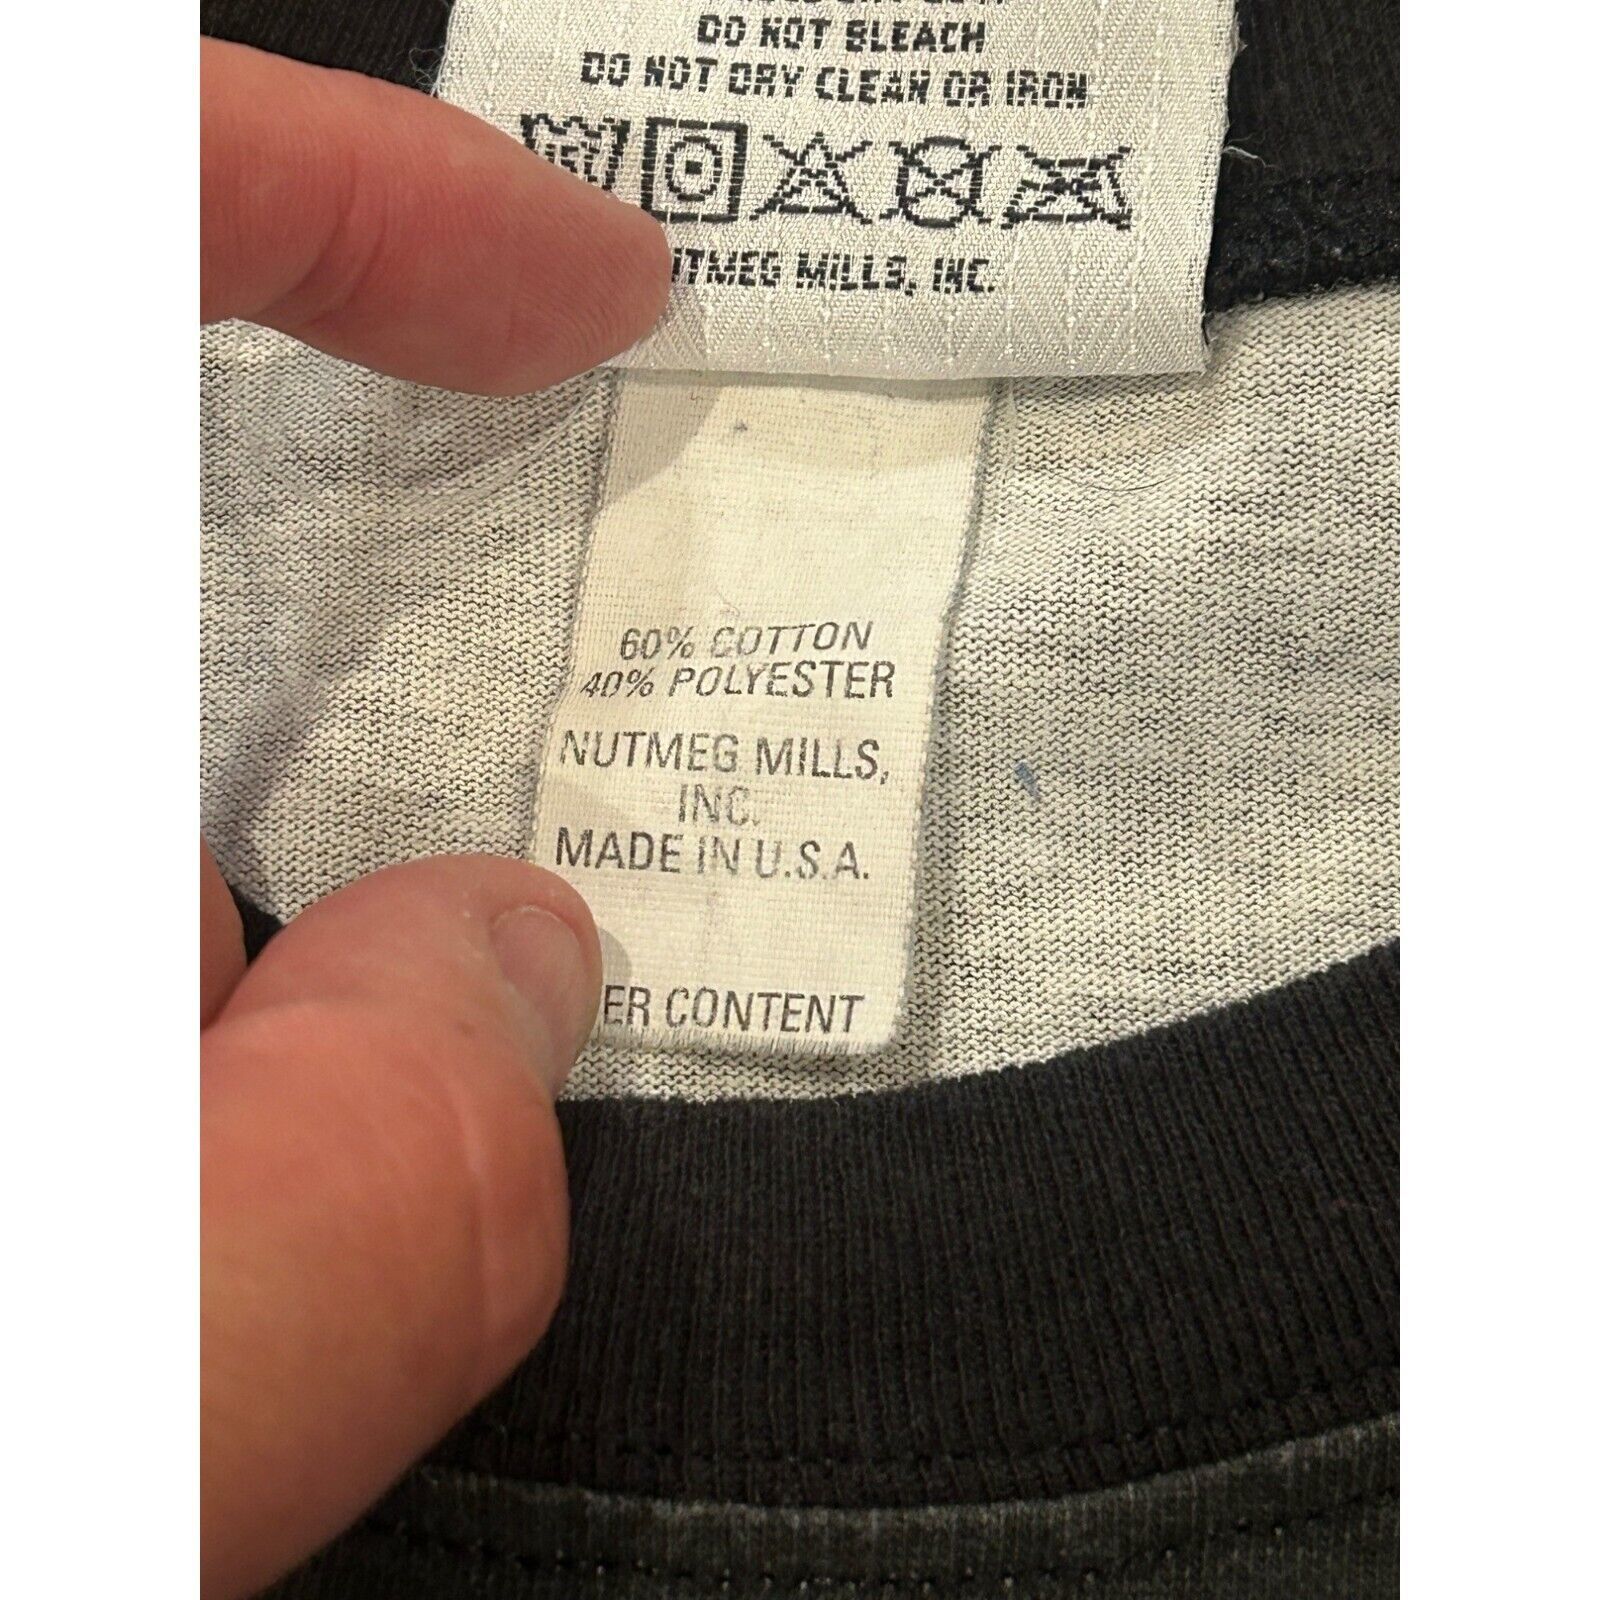 DO NOT BLEACH
DO NOT DRY CLEAN OR IRON
UTMEG MILLS, INC.
60% COTTON
40% POLYESTER
NUTMEG MILLS,
INC.
MADE IN U.S.A.
ER CONTENT